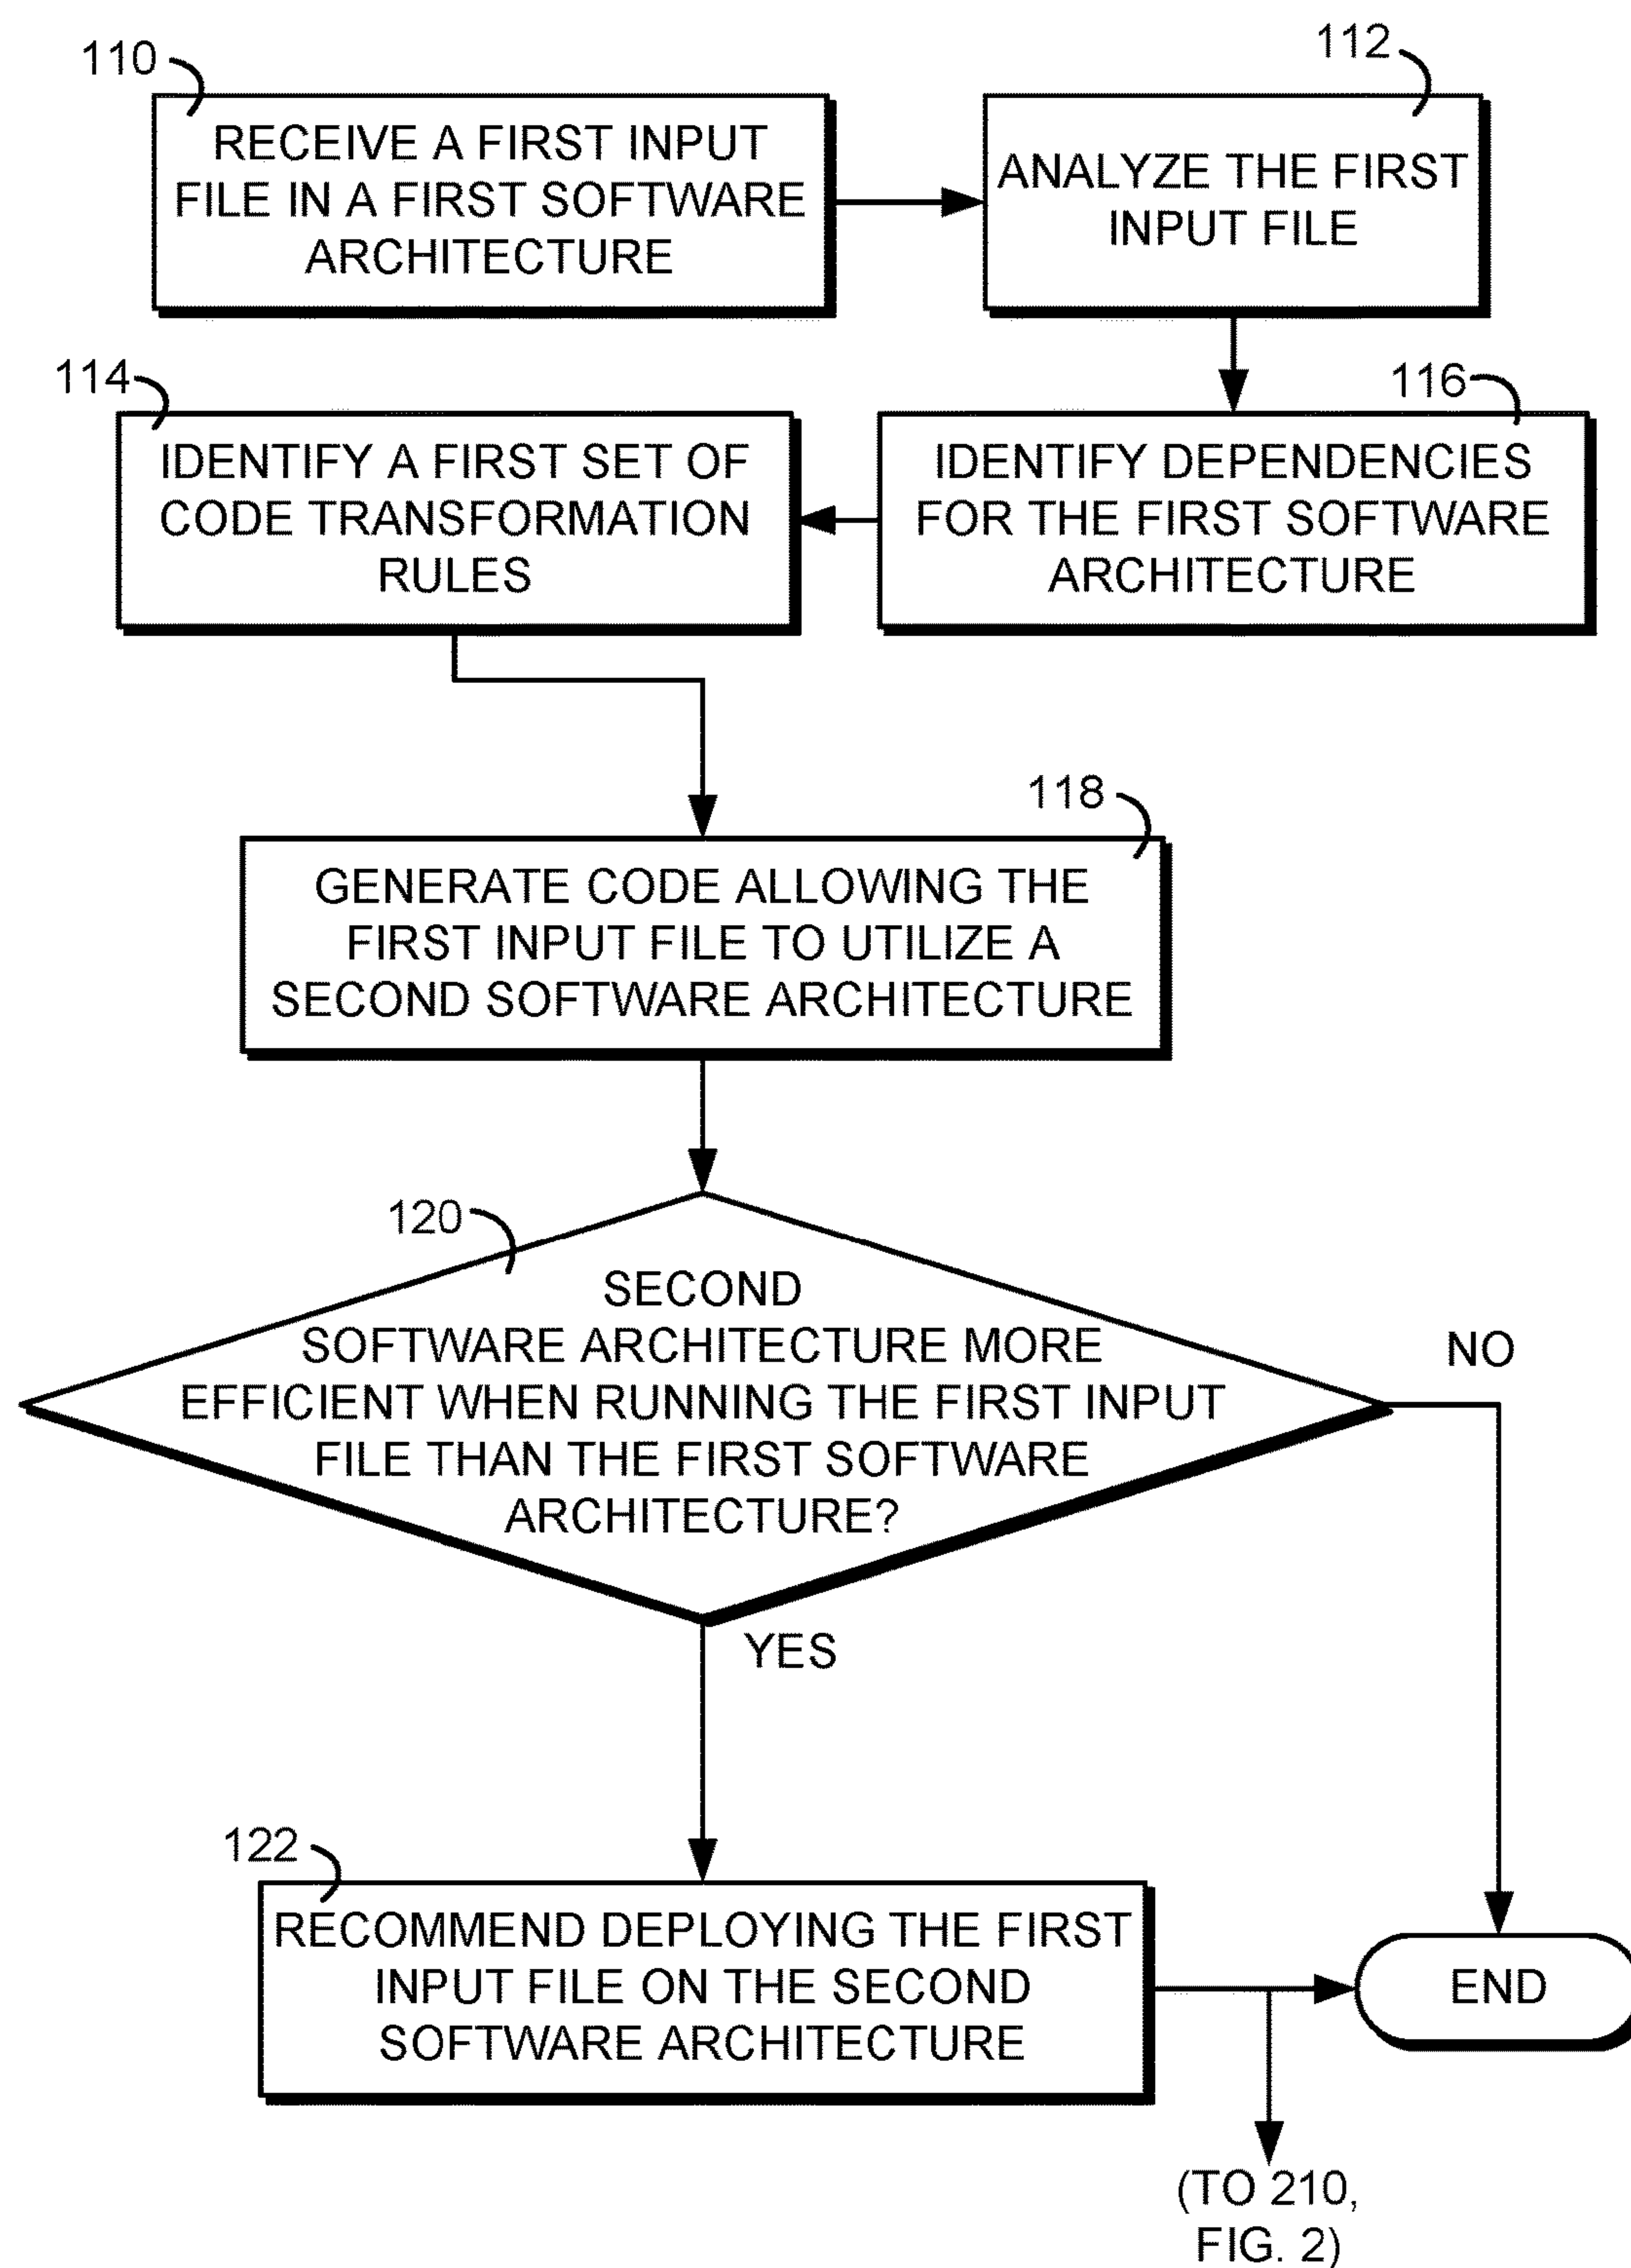 110
RECEIVE A FIRST INPUT
FILE IN A FIRST SOFTWARE
ARCHITECTURE
112
ANALYZE THE FIRST
INPUT FILE
114
IDENTIFY A FIRST SET OF
CODE TRANSFORMATION
RULES
116
IDENTIFY DEPENDENCIES
FOR THE FIRST SOFTWARE
ARCHITECTURE
118
GENERATE CODE ALLOWING THE
FIRST INPUT FILE TO UTILIZE A
SECOND SOFTWARE ARCHITECTURE
120
SECOND
SOFTWARE ARCHITECTURE MORE
EFFICIENT WHEN RUNNING THE FIRST INPUT
FILE THAN THE FIRST SOFTWARE
ARCHITECTURE?
NO
YES
122
RECOMMEND DEPLOYING THE FIRST
INPUT FILE ON THE SECOND
SOFTWARE ARCHITECTURE
END
(TO 210,
FIG. 2)